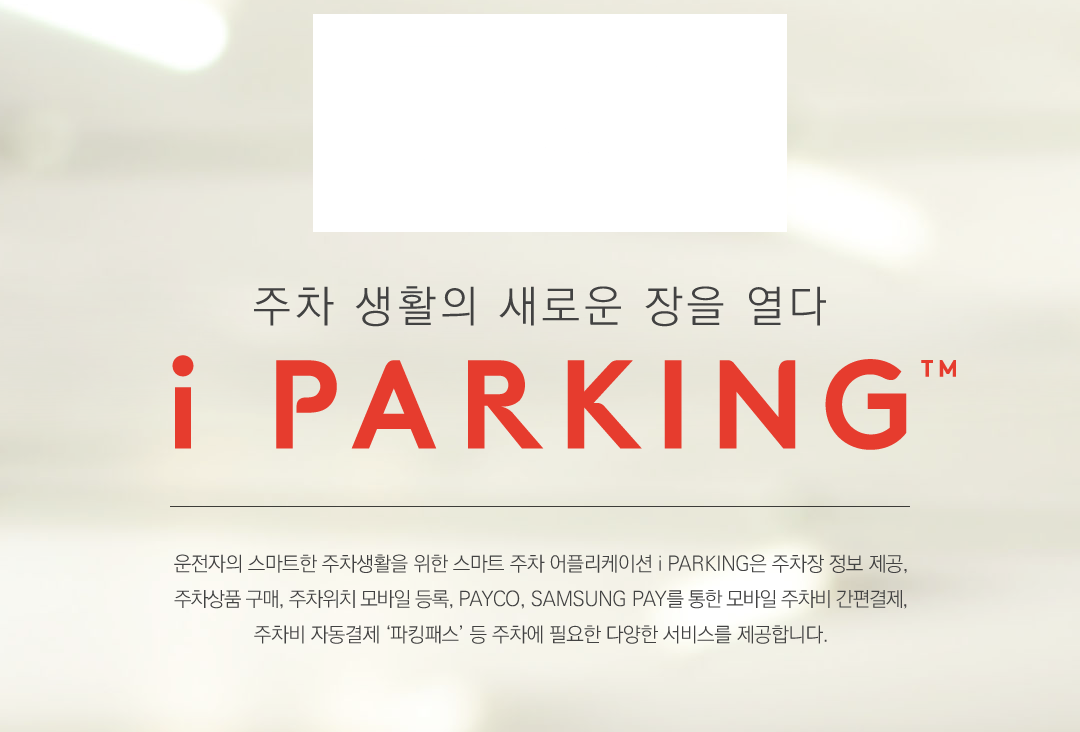 주차 생활의 새로운 장을 열다
i PARKING™
운전자의 스마트한 주차생활을 위한 스마트 주차 어플리케이션 i PARKING은 주차장 정보 제공,
주차상품 구매, 주차위치 모바일 등록, PAYCO, SAMSUNG PAY를 통한 모바일 주차비 간편결제,
주차비 자동결제 ‘파킹패스’ 등 주차에 필요한 다양한 서비스를 제공합니다.